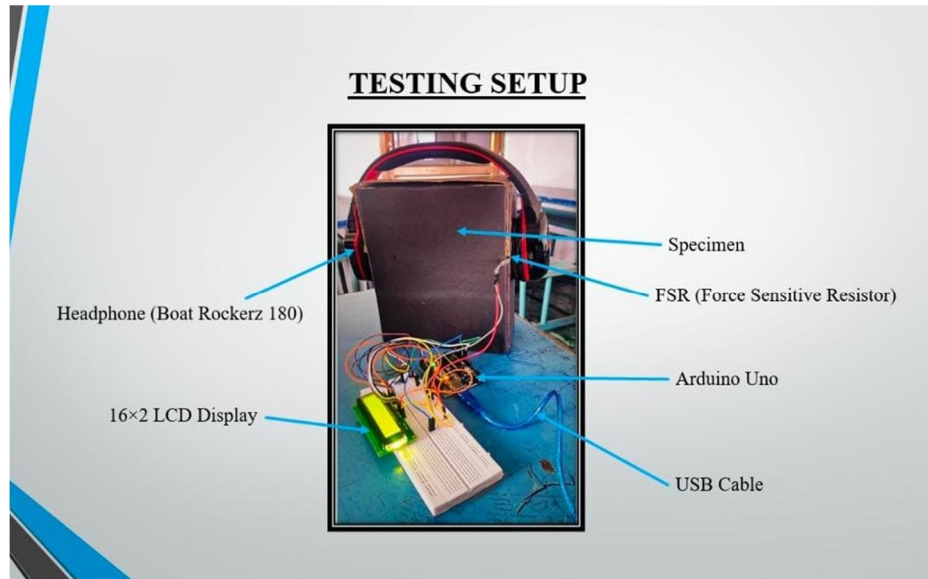 TESTING SETUP
Specimen
FSR (Force Sensitive Resistor)
Headphone (Boat Rockerz 180)
Arduino Uno
16×2 LCD Display
USB Cable